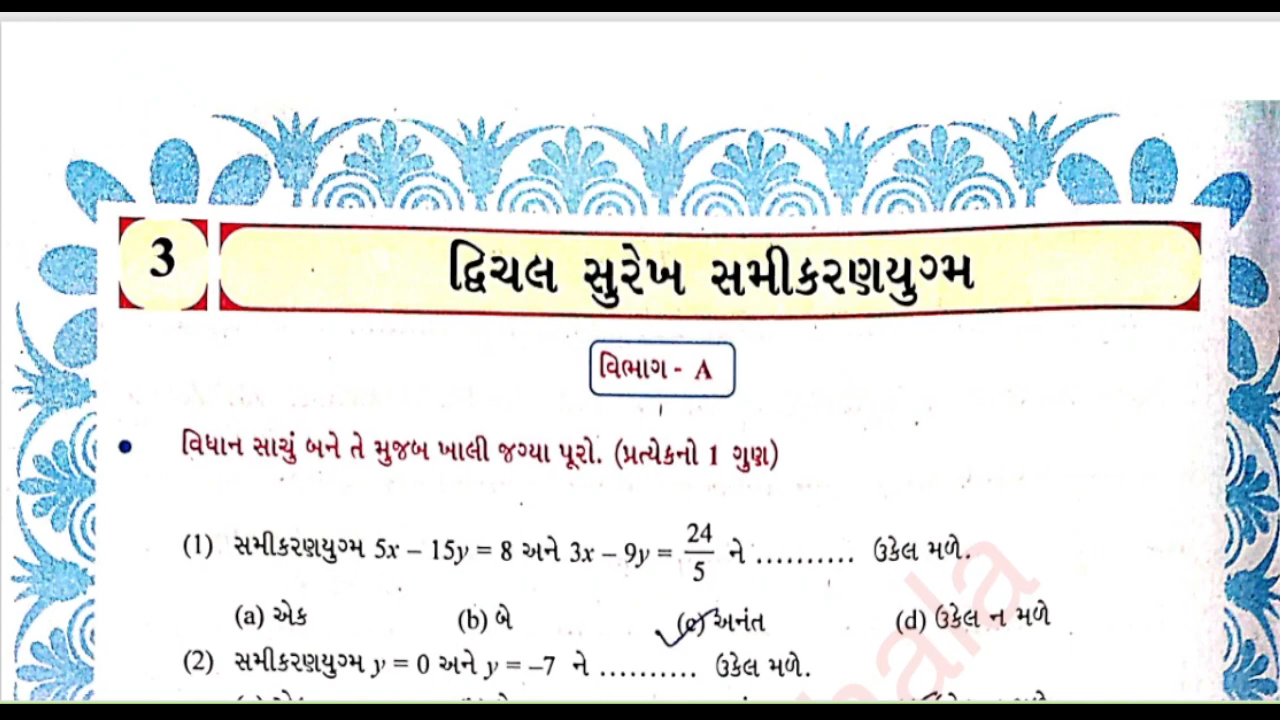 3
દ્વિચલ સુરેખ સમીકરણયુગ્મ
વિભાગ - A
• વિધાન સાચું બને તે મુજબ ખાલી જગ્યા પૂરો. (પ્રત્યેકનો 1 ગુણ)
(1) સમીકરણયુગ્મ 5x – 15y = 8 અને 3x – 9y = 24/5 ને .......... ઉકેલ મળે.
(a) એક (b) બે (c) અનંત (d) ઉકેલ ન મળે
(2) સમીકરણયુગ્મ y = 0 અને y = –7 ને .......... ઉકેલ મળે.